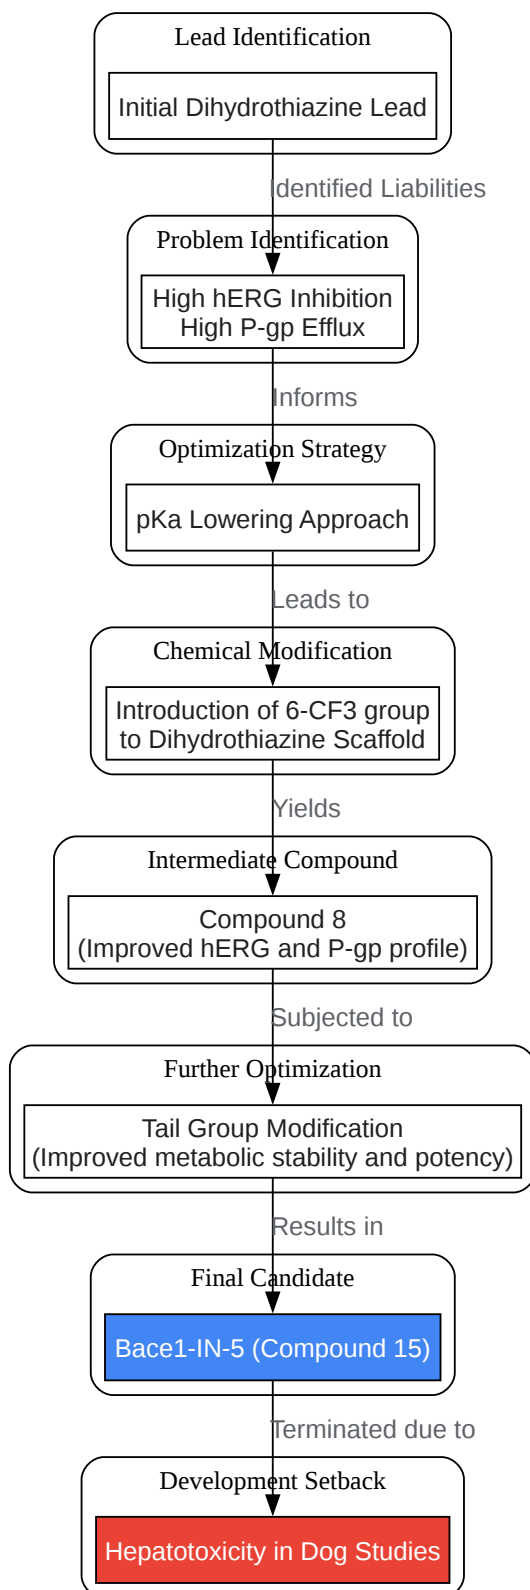 Lead Identification
Initial Dihydrothiazine Lead
Identified Liabilities
Problem Identification
High hERG Inhibition
High P-gp Efflux
Informs
Optimization Strategy
pKa Lowering Approach
Leads to
Chemical Modification
Introduction of 6-CF3 group
to Dihydrothiazine Scaffold
Yields
Intermediate Compound
Compound 8
(Improved hERG and P-gp profile)
Subjected to
Further Optimization
Tail Group Modification
(Improved metabolic stability and potency)
Results in
Final Candidate
Bace1-IN-5 (Compound 15)
Terminated due to
Development Setback
Hepatotoxicity in Dog Studies